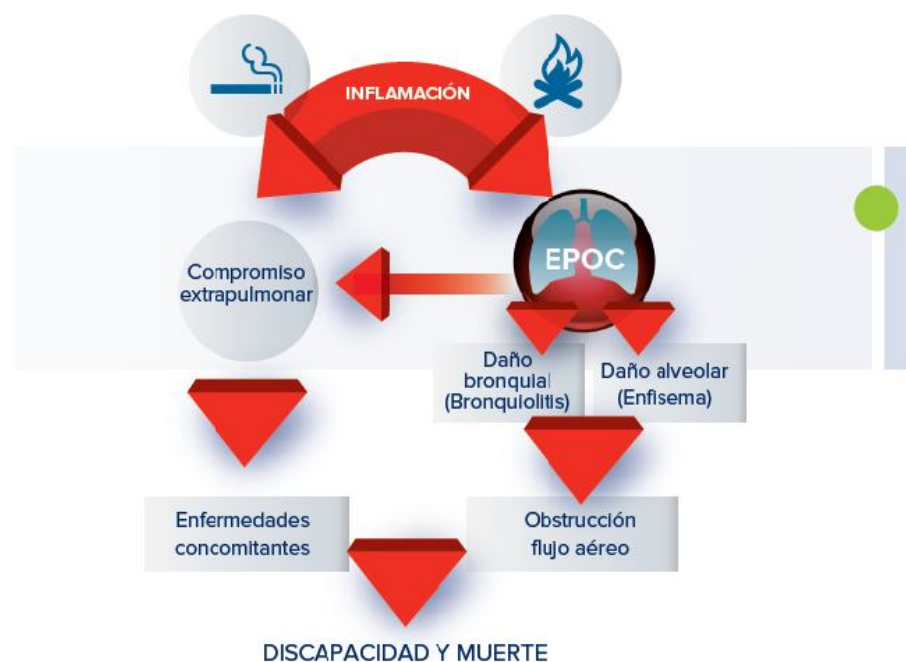 INFLAMACIÓN
EPOC
Compromiso
extrapulmonar
Daño
bronquial
(Bronquiolitis)
Daño alveolar
(Enfisema)
Enfermedades
concomitantes
Obstrucción
flujo aéreo
DISCAPACIDAD Y MUERTE